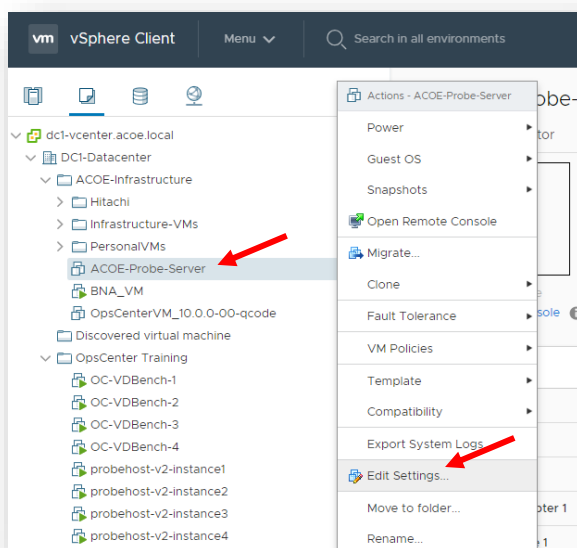 vm vSphere Client Menu Search in all environments
dc1-vcenter.acoe.local
DC1-Datacenter
ACOE-Infrastructure
Hitachi
Infrastructure-VMs
PersonalVMs
ACOE-Probe-Server
BNA_VM
OpsCenterVM_10.0.0-00-qcode
Discovered virtual machine
OpsCenter Training
OC-VDBench-1
OC-VDBench-2
OC-VDBench-3
OC-VDBench-4
probehost-v2-instance1
probehost-v2-instance2
probehost-v2-instance3
probehost-v2-instance4
Actions - ACOE-Probe-Server
Power
Guest OS
Snapshots
Open Remote Console
Migrate...
Clone
Fault Tolerance
VM Policies
Template
Compatibility
Export System Logs...
Edit Settings...
Move to folder...
Rename...
obe-
tor
sole
pter 1
1